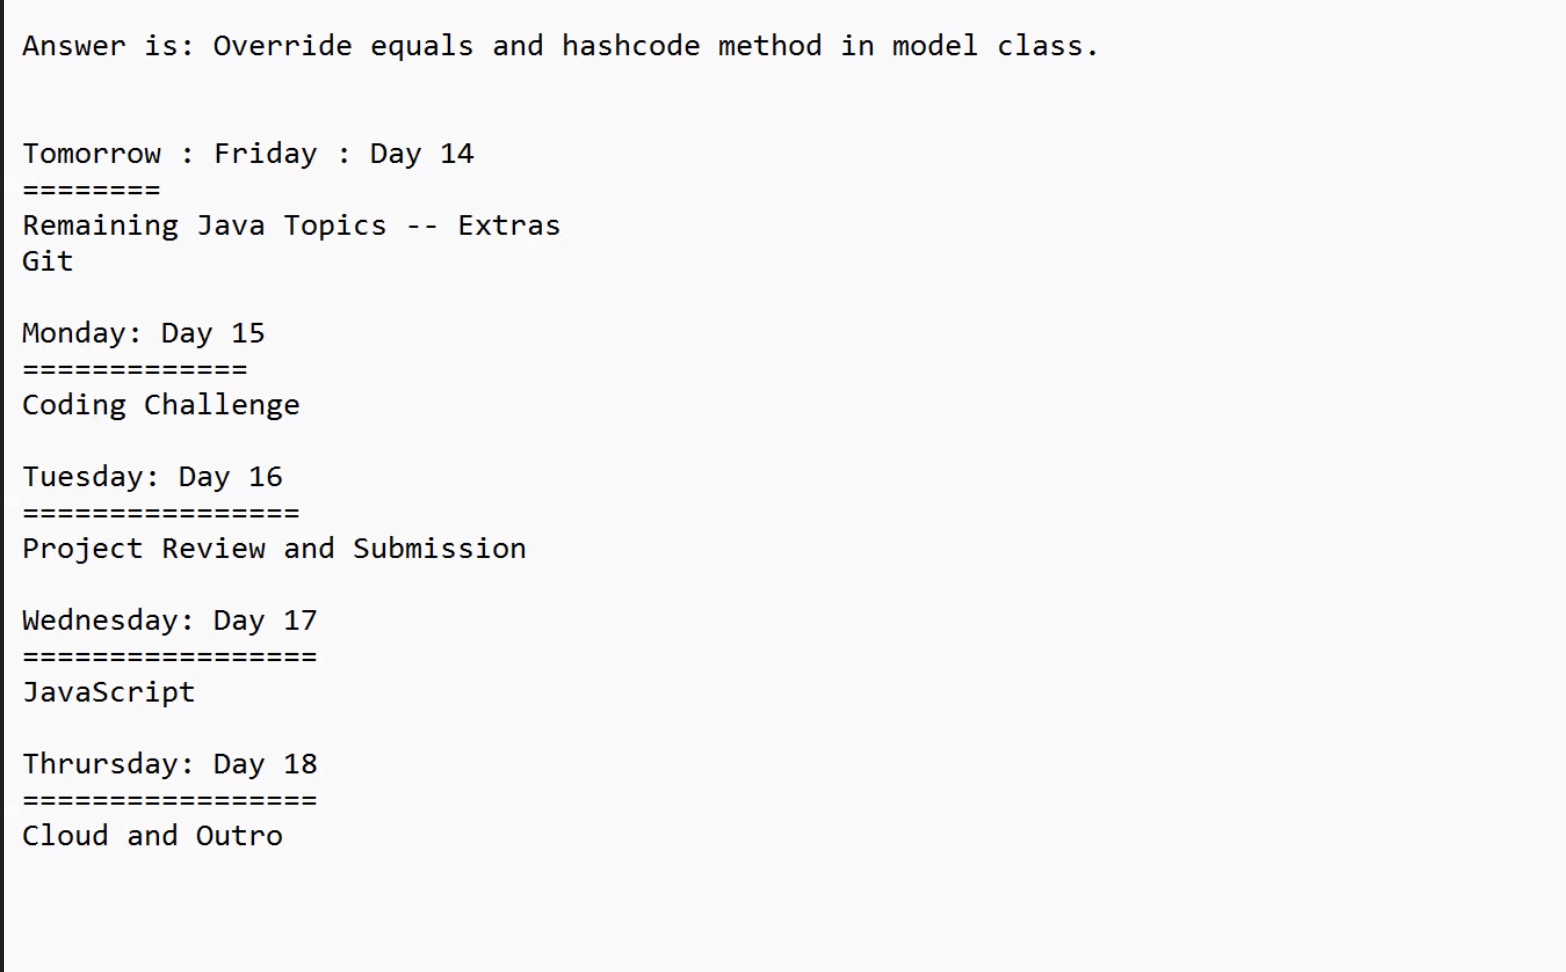 Answer is: Override equals and hashcode method in model class.
Tomorrow : Friday : Day 14
========
Remaining Java Topics -- Extras
Git
Monday: Day 15
=============
Coding Challenge
Tuesday: Day 16
================
Project Review and Submission
Wednesday: Day 17
=================
JavaScript
Thrursday: Day 18
=================
Cloud and Outro